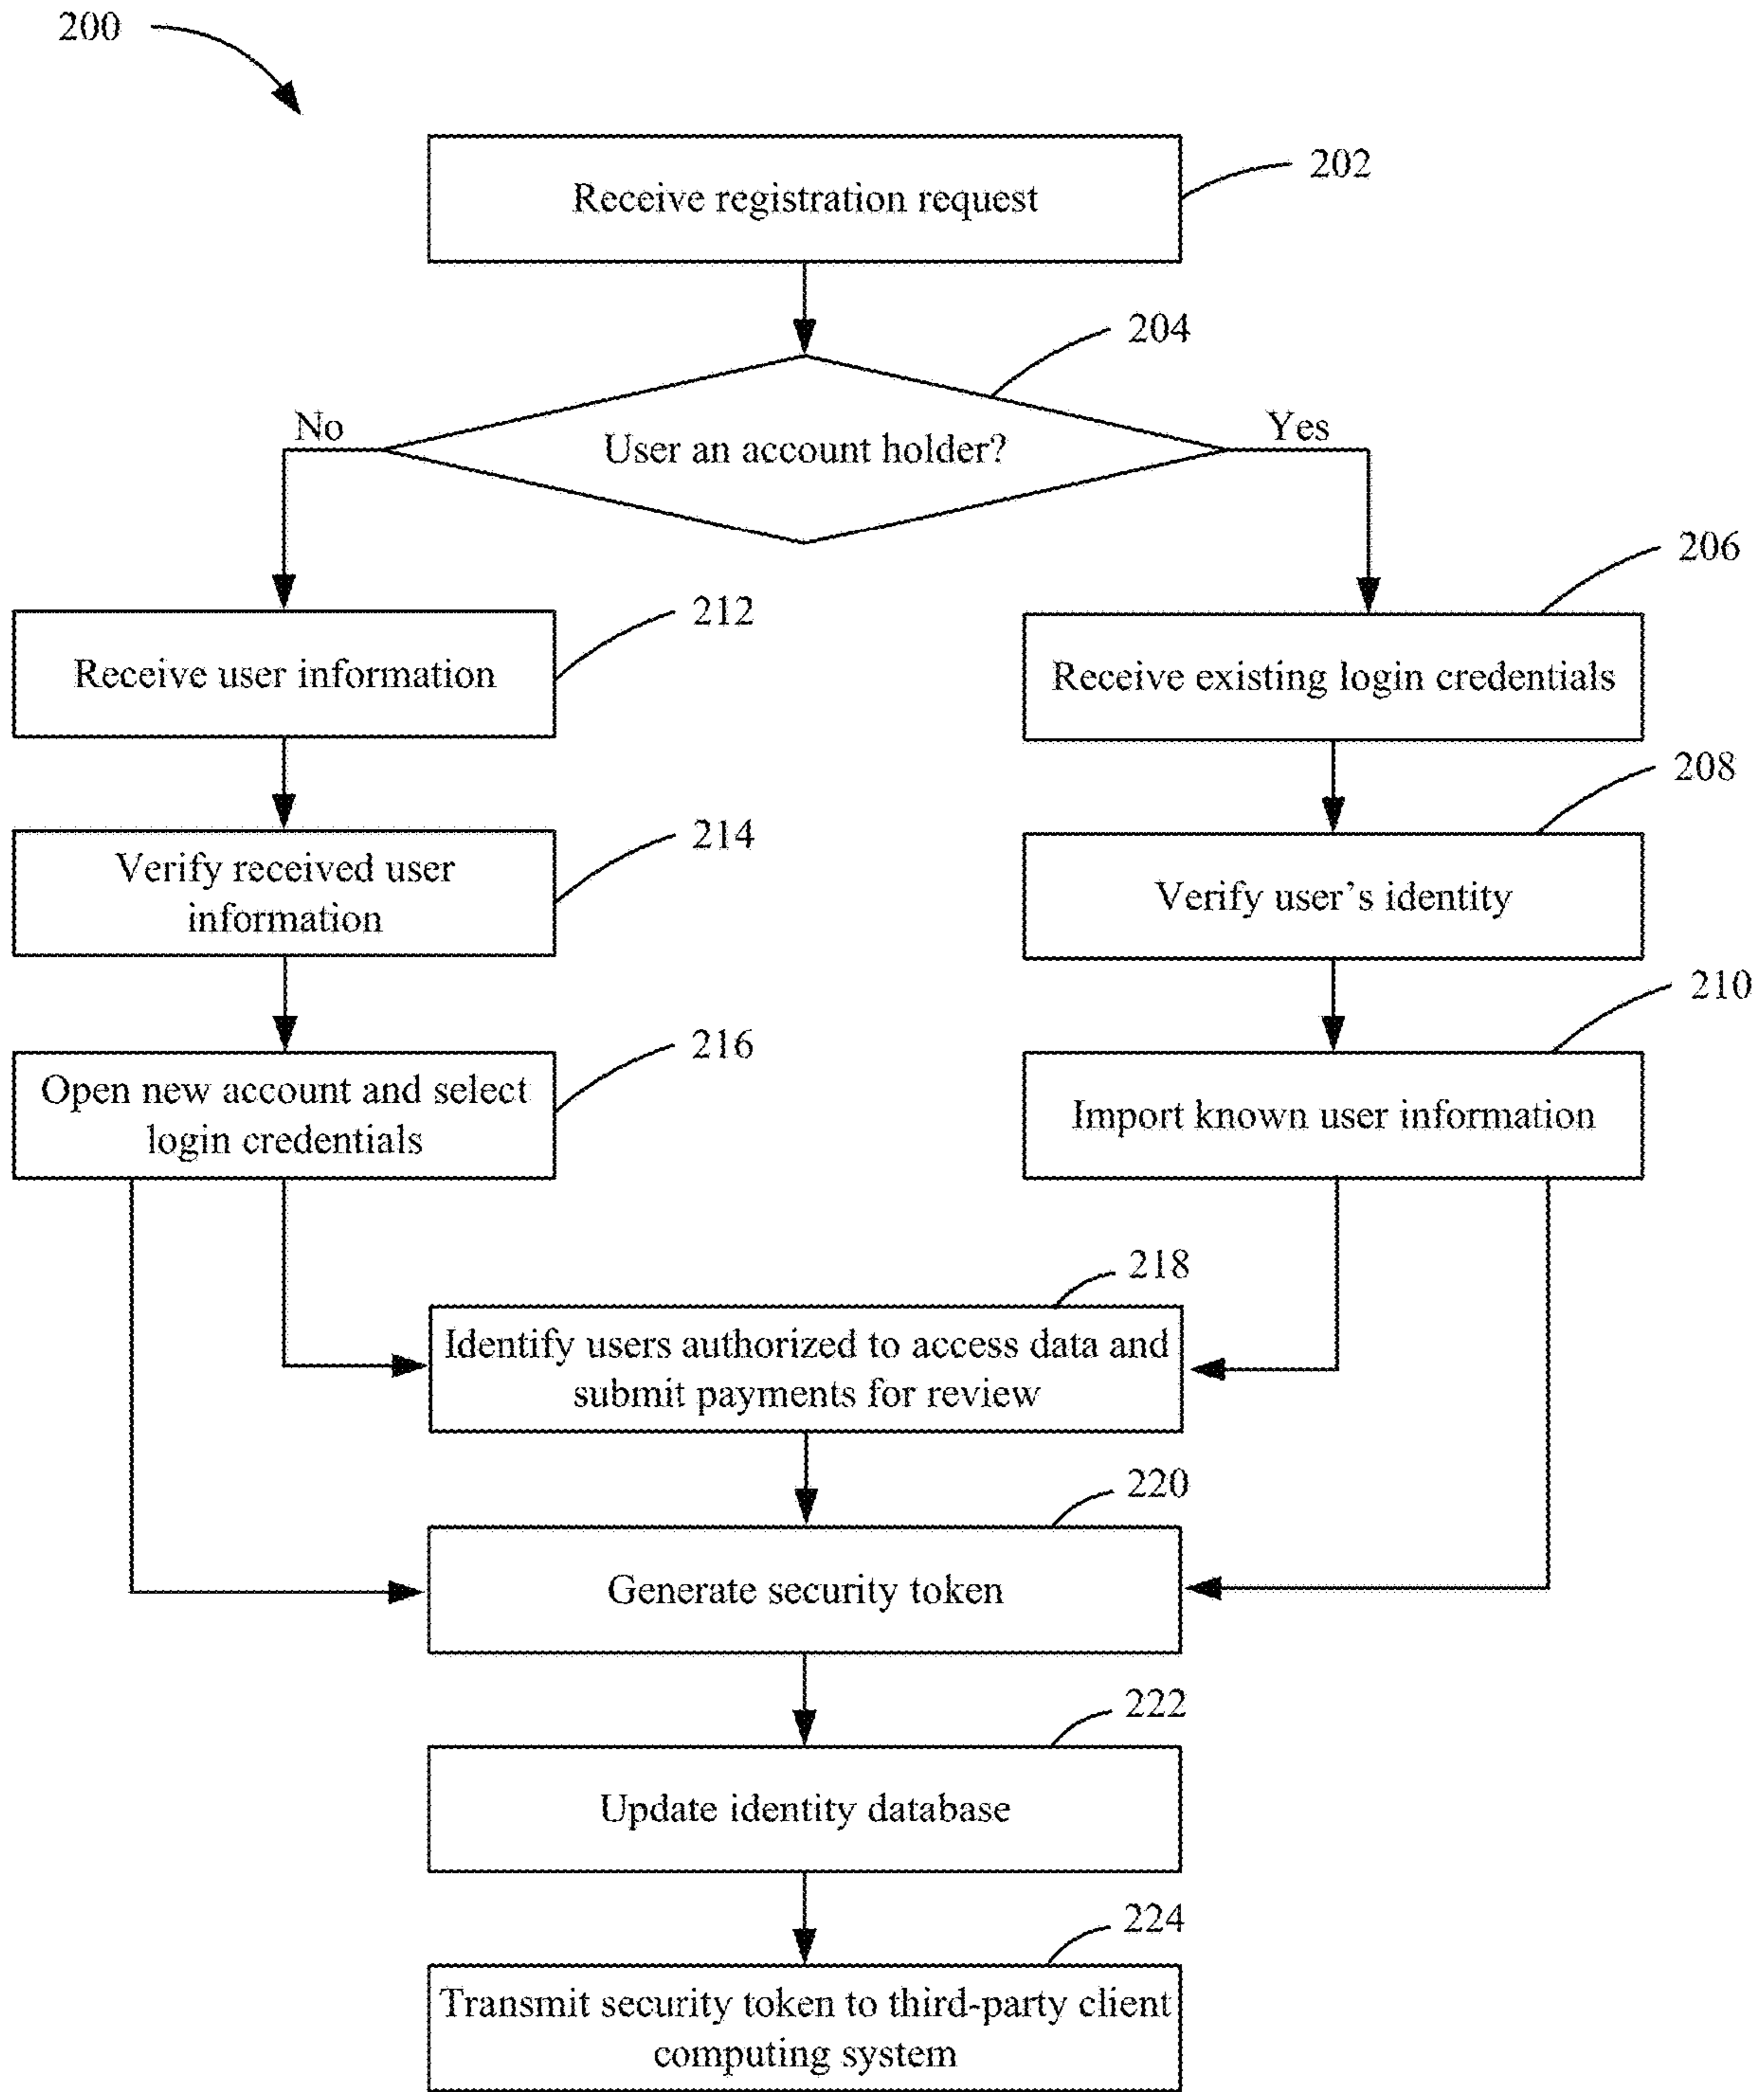 200
Receive registration request
202
204
User an account holder?
No
Yes
206
212
Receive user information
Receive existing login credentials
208
214
Verify received user
information
Verify user’s identity
210
216
Open new account and select
login credentials
Import known user information
218
Identify users authorized to access data and
submit payments for review
220
Generate security token
222
Update identity database
224
Transmit security token to third-party client
computing system